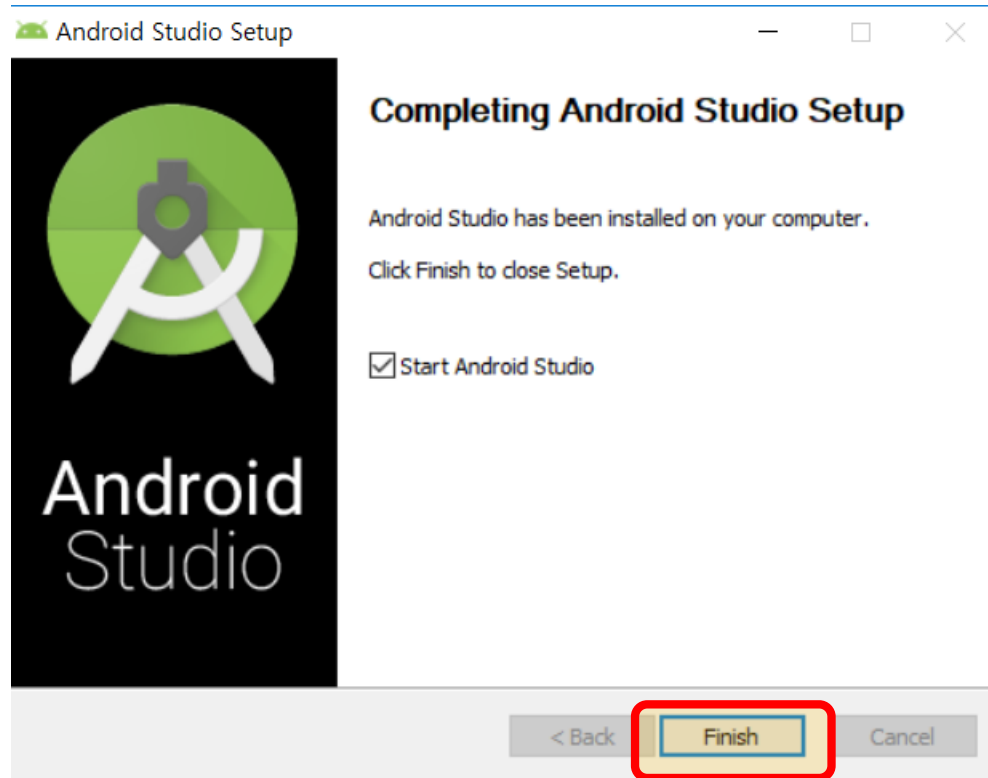 Android Studio Setup
Completing Android Studio Setup
Android Studio has been installed on your computer.
Click Finish to close Setup.
Start Android Studio
Android
Studio
< Back
Finish
Cancel